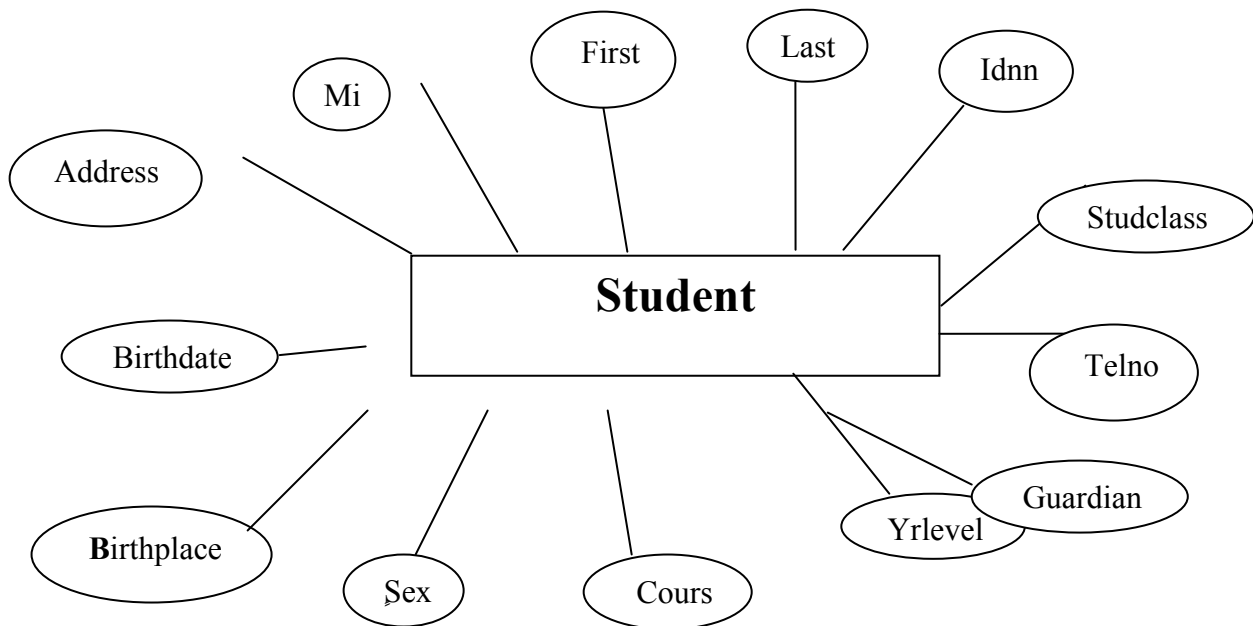 First
Last
Idnn
Mi
Address
Studclass
Student
Birthdate
Telno
Guardian
Yrlevel
Birthplace
Sex
Cours